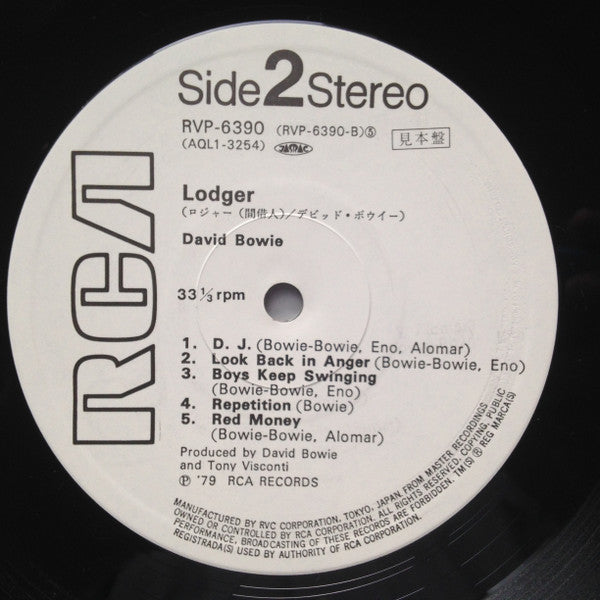 Side 2 Stereo
RVP-6390 (RVP-6390-B)⑤
(AQL1-3254) JASRAC
見本盤
RCA
Lodger
(ロジャー(間借人)/デビッド・ボウイー)
David Bowie
33 1/3 rpm
1. D. J. (Bowie-Bowie, Eno, Alomar)
2. Look Back in Anger (Bowie-Bowie, Eno)
3. Boys Keep Swinging
(Bowie-Bowie, Eno)
4. Repetition (Bowie)
5. Red Money
(Bowie-Bowie, Alomar)
Produced by David Bowie
and Tony Visconti
Ⓟ '79 RCA RECORDS
MANUFACTURED BY RVC CORPORATION, TOKYO, JAPAN. FROM MASTER RECORDINGS
OWNED OR CONTROLLED BY RCA CORPORATION. ALL RIGHTS RESERVED. COPYING, PUBLIC
PERFORMANCE, BROADCASTING OF THESE RECORDS ARE FORBIDDEN. TM(S) ® REG MARCA(S)
REGISTRADA(S) USED BY AUTHORITY OF RCA CORPORATION.